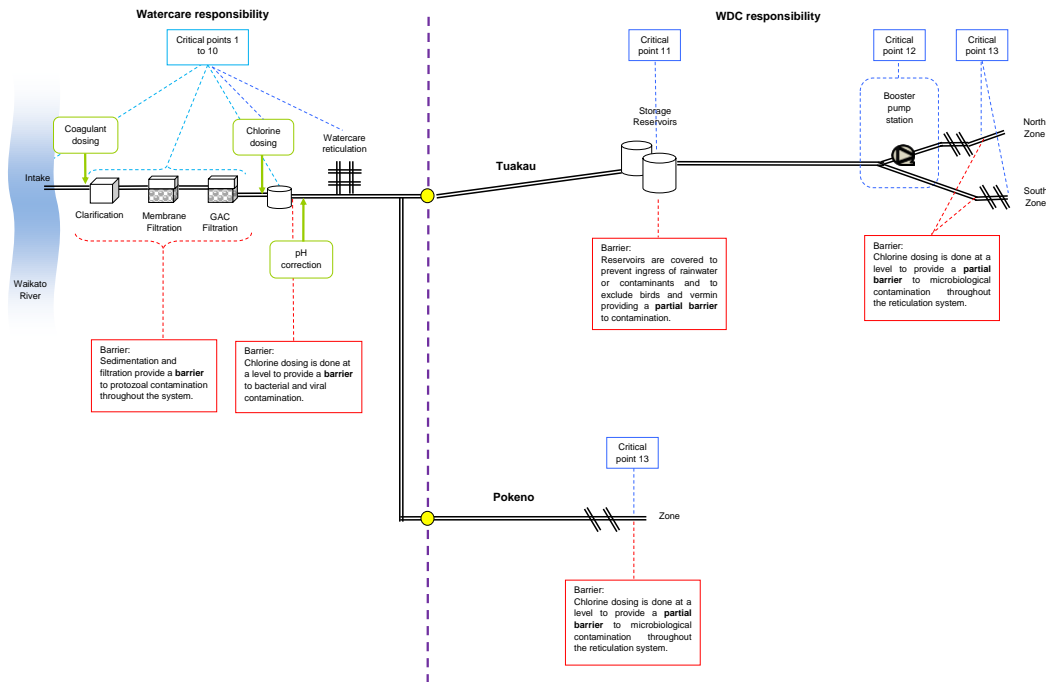 Watercare responsibility
WDC responsibility
Critical points 1
to 10
Critical
point 11
Critical
point 12
Critical
point 13
Coagulant
dosing
Chlorine
dosing
Watercare
reticulation
Storage
Reservoirs
Booster
pump
station
North
Zone
Tuakau
Intake
Clarification
Membrane
Filtration
GAC
Filtration
South
Zone
pH
correction
Waikato
River
Barrier:
Reservoirs are covered to
prevent ingress of rainwater
or contaminants and to
exclude birds and vermin
providing a partial barrier
to contamination.
Barrier:
Chlorine dosing is done at a
level to provide a partial
barrier to microbiological
contamination throughout
the reticulation system.
Barrier:
Sedimentation and
filtration provide a barrier
to protozoal contamination
throughout the system.
Barrier:
Chlorine dosing is done at
a level to provide a barrier
to bacterial and viral
contamination.
Critical
point 13
Pokeno
Zone
Barrier:
Chlorine dosing is done at a
level to provide a partial
barrier to microbiological
contamination throughout
the reticulation system.